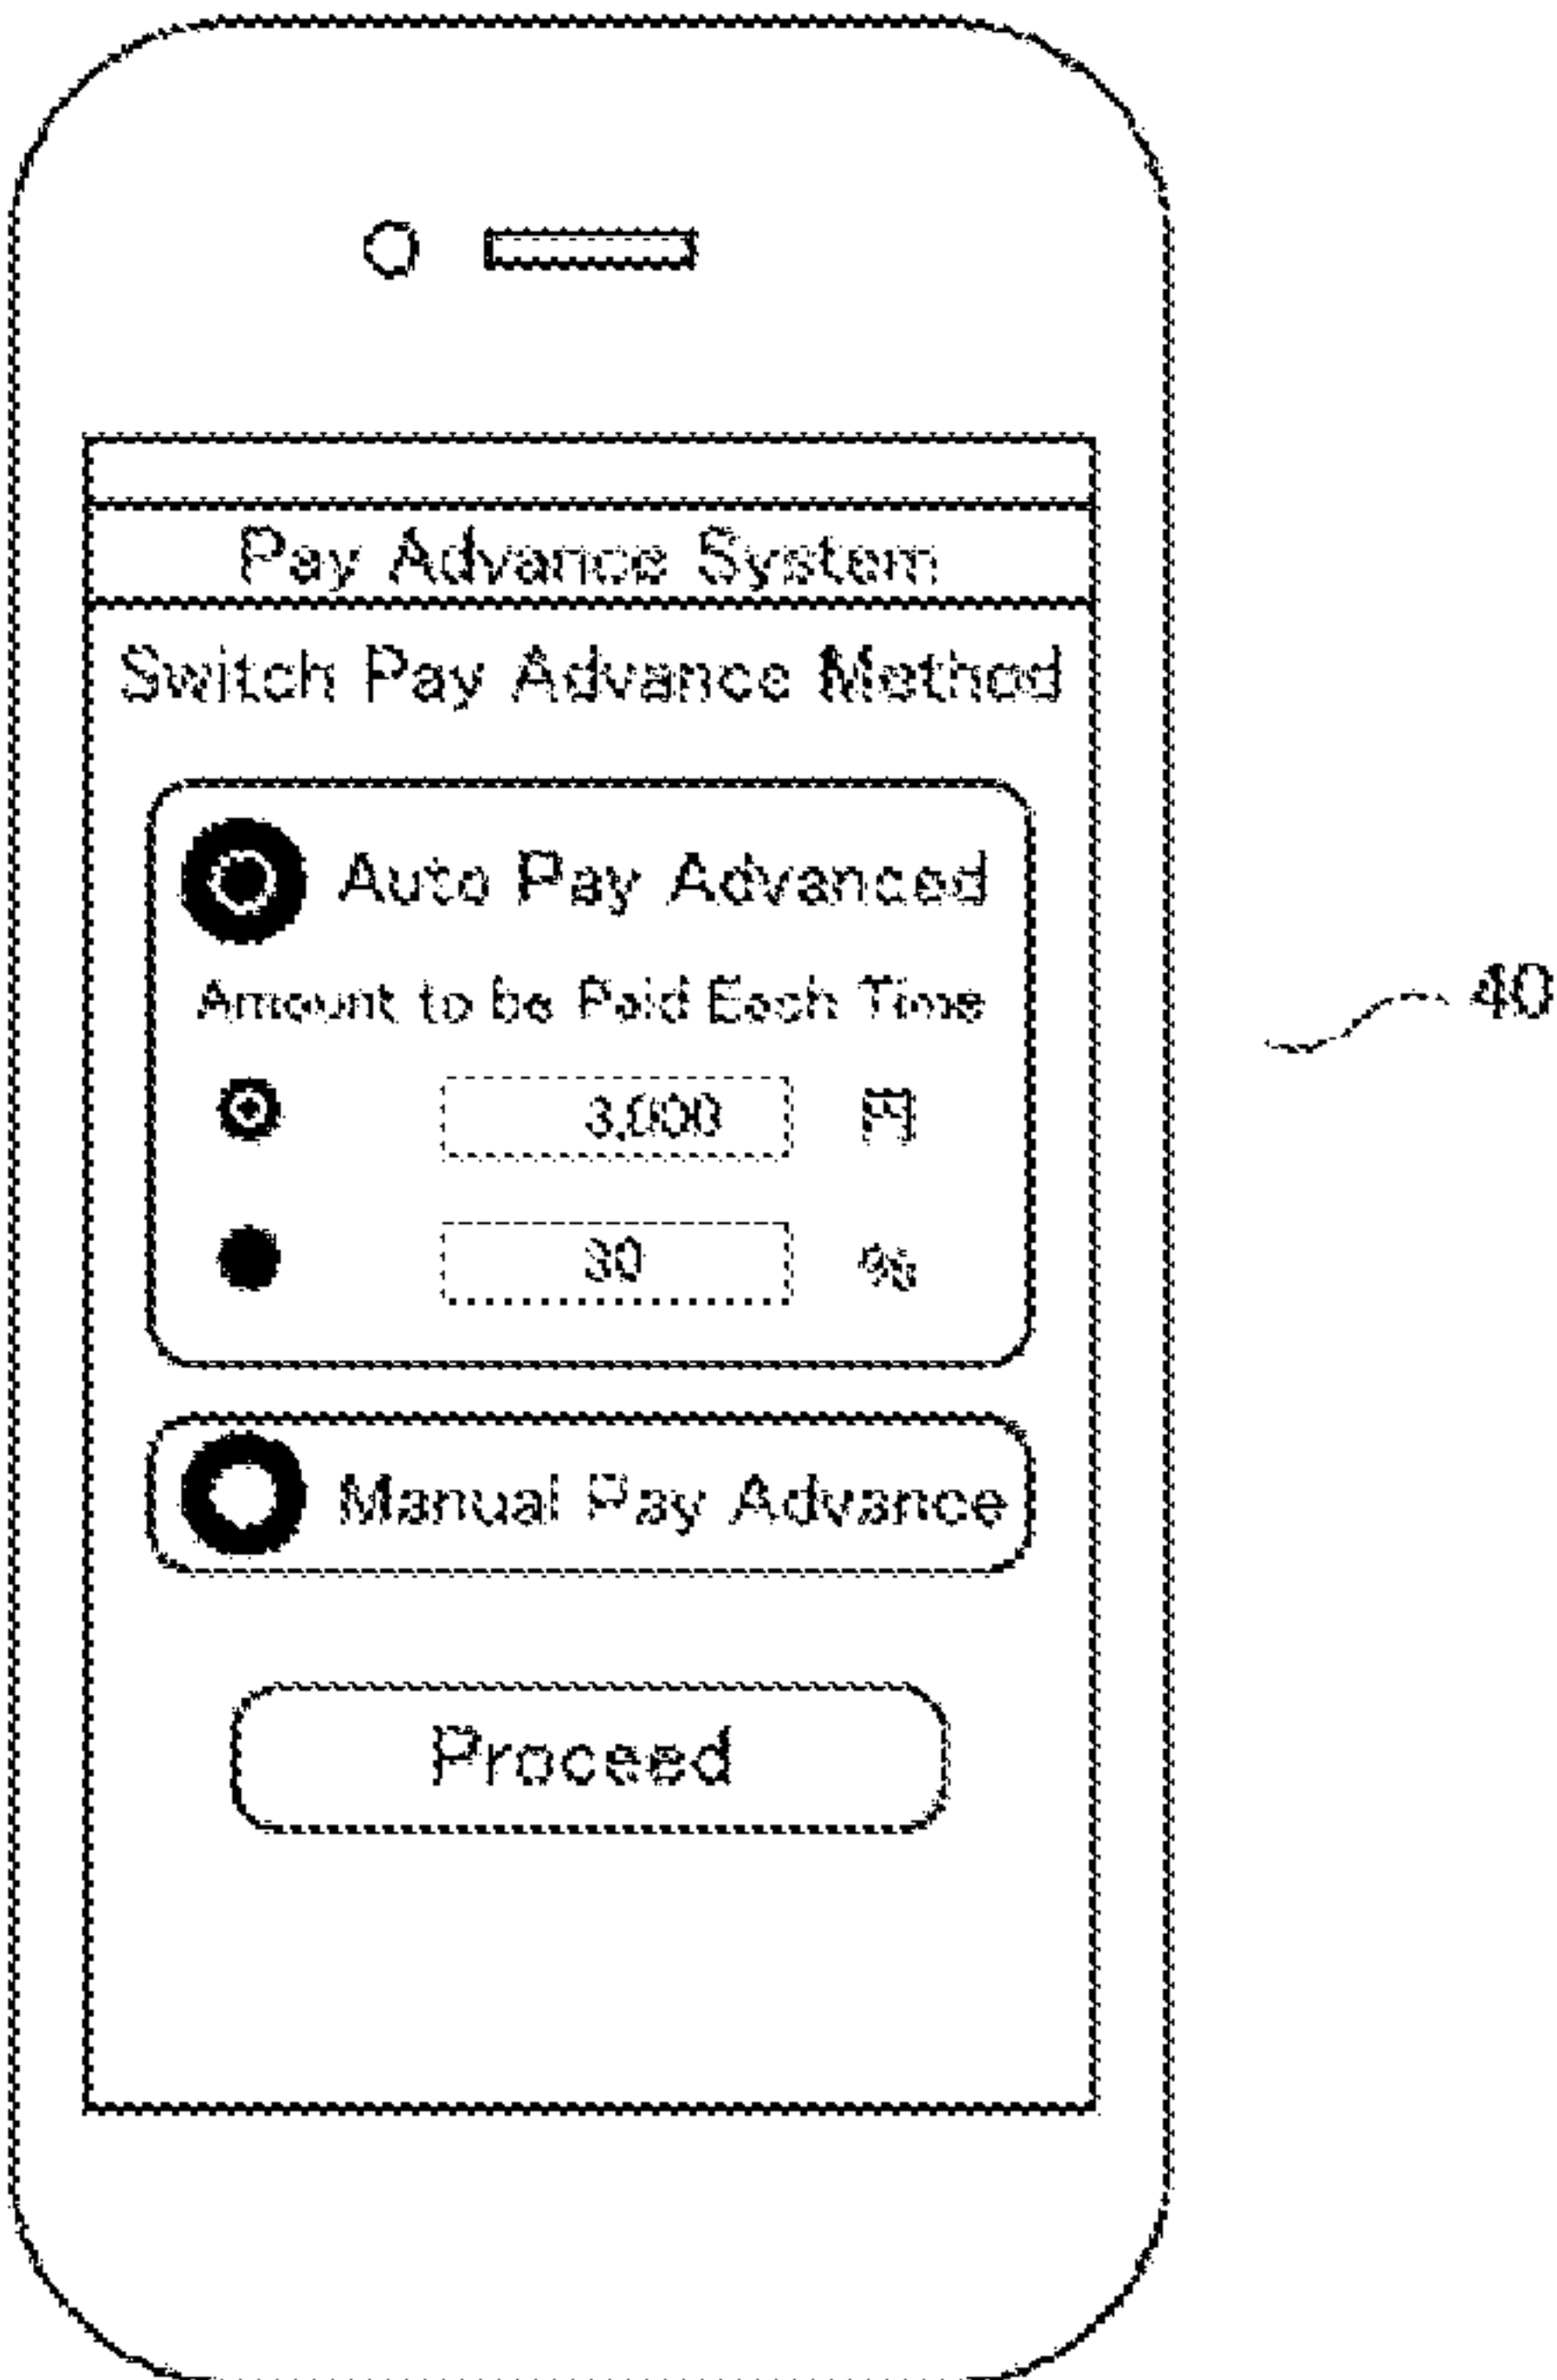 Pay Advance System
Switch Pay Advance Method
Auto Pay Advanced
Amount to be Paid Each Time
3,000 円
30 %
Manual Pay Advance
Proceed
40